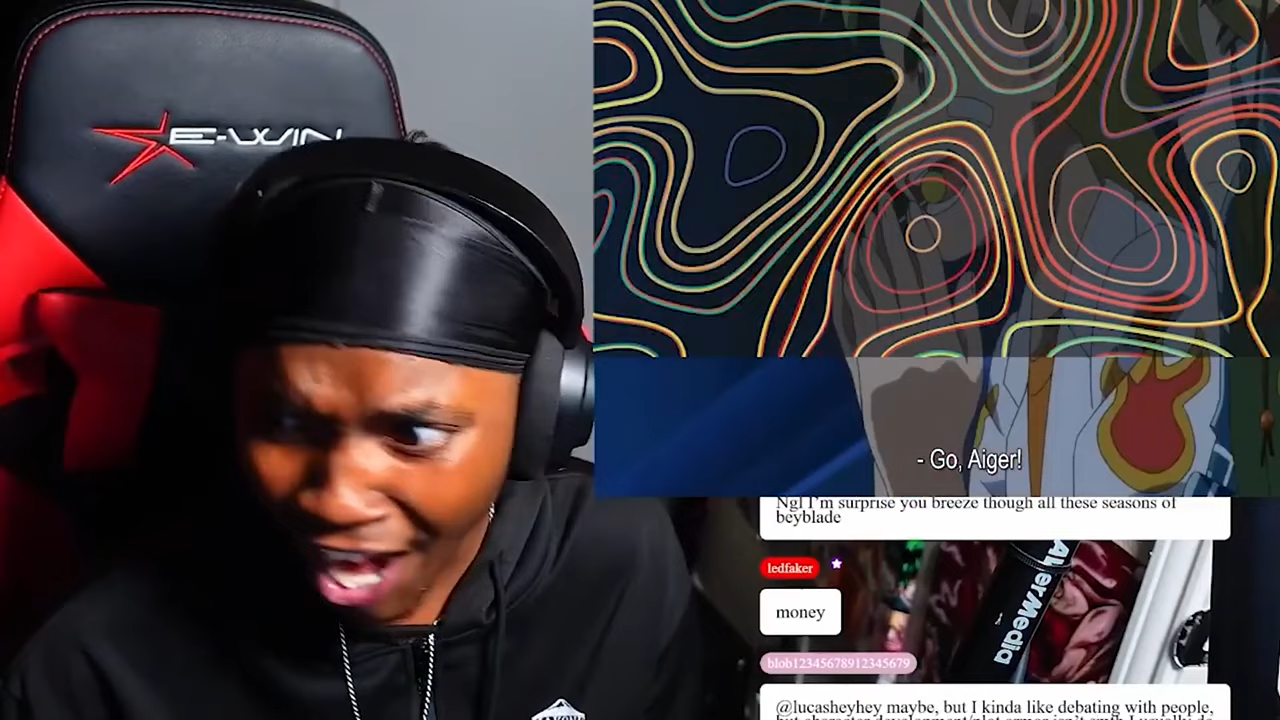 E-WIN
- Go, Aiger!
Ngl I'm surprise you breeze though all these seasons of
beyblade
ledfaker
money
AkerMedia
blob12345678912345679
@lucasheyhey maybe, but I kinda like debating with people,